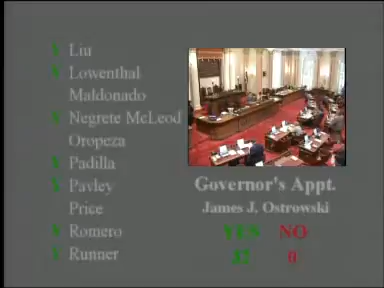 Y Liu
Y Lowenthal
Maldonado
Y Negrete McLeod
Oropeza
Y Padilla
Y Pavley
Price
Y Romero
Y Runner
Governor's Appt.
James J. Ostrowski
YES NO
32 0